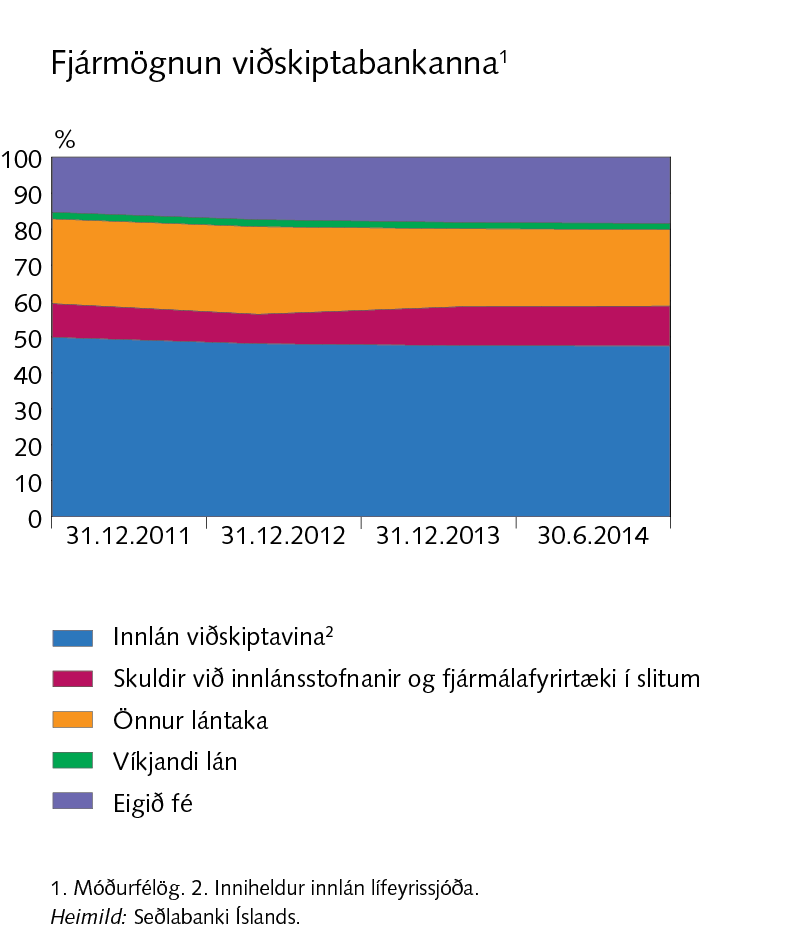 Fjármögnun viðskiptabankanna¹
%
100
90
80
70
60
50
40
30
20
10
0
31.12.2011 31.12.2012 31.12.2013 30.6.2014
Innlán viðskiptavina²
Skuldir við innlánsstofnanir og fjármálafyrirtæki í slitum
Önnur lántaka
Víkjandi lán
Eigið fé
1. Móðurfélög. 2. Inniheldur innlán lífeyrissjóða.
Heimild: Seðlabanki Íslands.